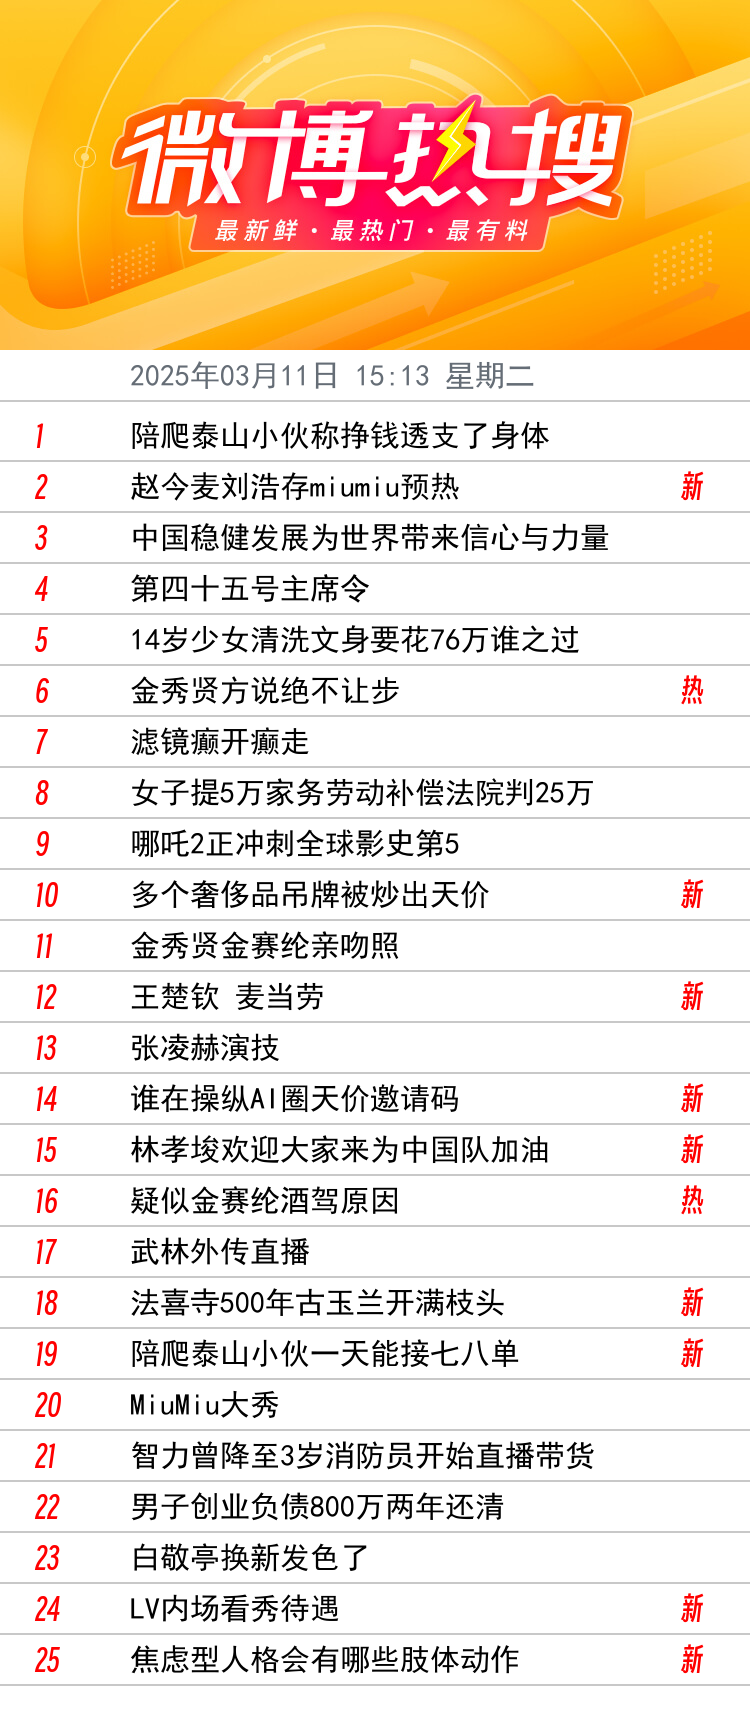 微博热搜
最新鲜·最热门·最有料
2025年03月11日 15:13 星期二
1 陪爬泰山小伙称挣钱透支了身体
2 赵今麦刘浩存miumiu预热 新
3 中国稳健发展为世界带来信心与力量
4 第四十五号主席令
5 14岁少女清洗文身要花76万谁之过
6 金秀贤方说绝不让步 热
7 滤镜癫开癫走
8 女子提5万家务劳动补偿法院判25万
9 哪吒2正冲刺全球影史第5
10 多个奢侈品吊牌被炒出天价 新
11 金秀贤金赛纶亲吻照
12 王楚钦 麦当劳 新
13 张凌赫演技
14 谁在操纵AI圈天价邀请码 新
15 林孝埈欢迎大家来为中国队加油 新
16 疑似金赛纶酒驾原因 热
17 武林外传直播
18 法喜寺500年古玉兰开满枝头 新
19 陪爬泰山小伙一天能接七八单 新
20 MiuMiu大秀
21 智力曾降至3岁消防员开始直播带货
22 男子创业负债800万两年还清
23 白敬亭换新发色了
24 LV内场看秀待遇 新
25 焦虑型人格会有哪些肢体动作 新